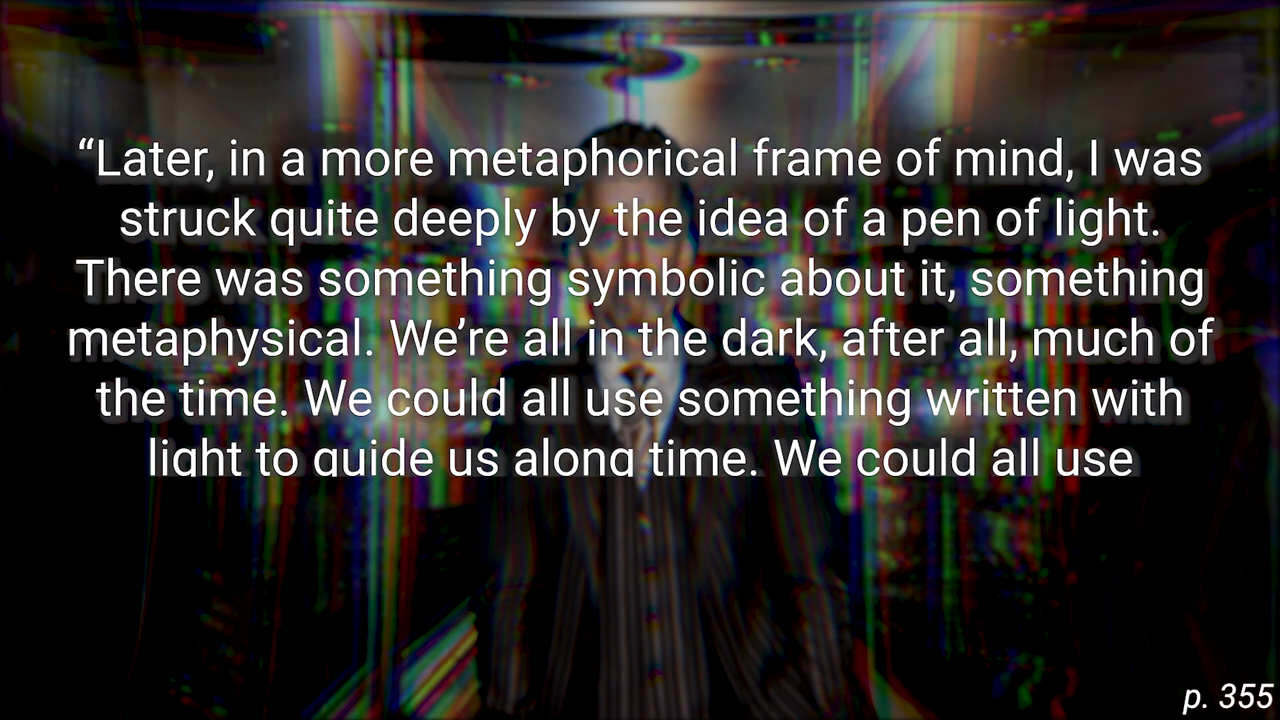 “Later, in a more metaphorical frame of mind, I was
struck quite deeply by the idea of a pen of light.
There was something symbolic about it, something
metaphysical. We’re all in the dark, after all, much of
the time. We could all use something written with
light to guide us along time. We could all use
p. 355